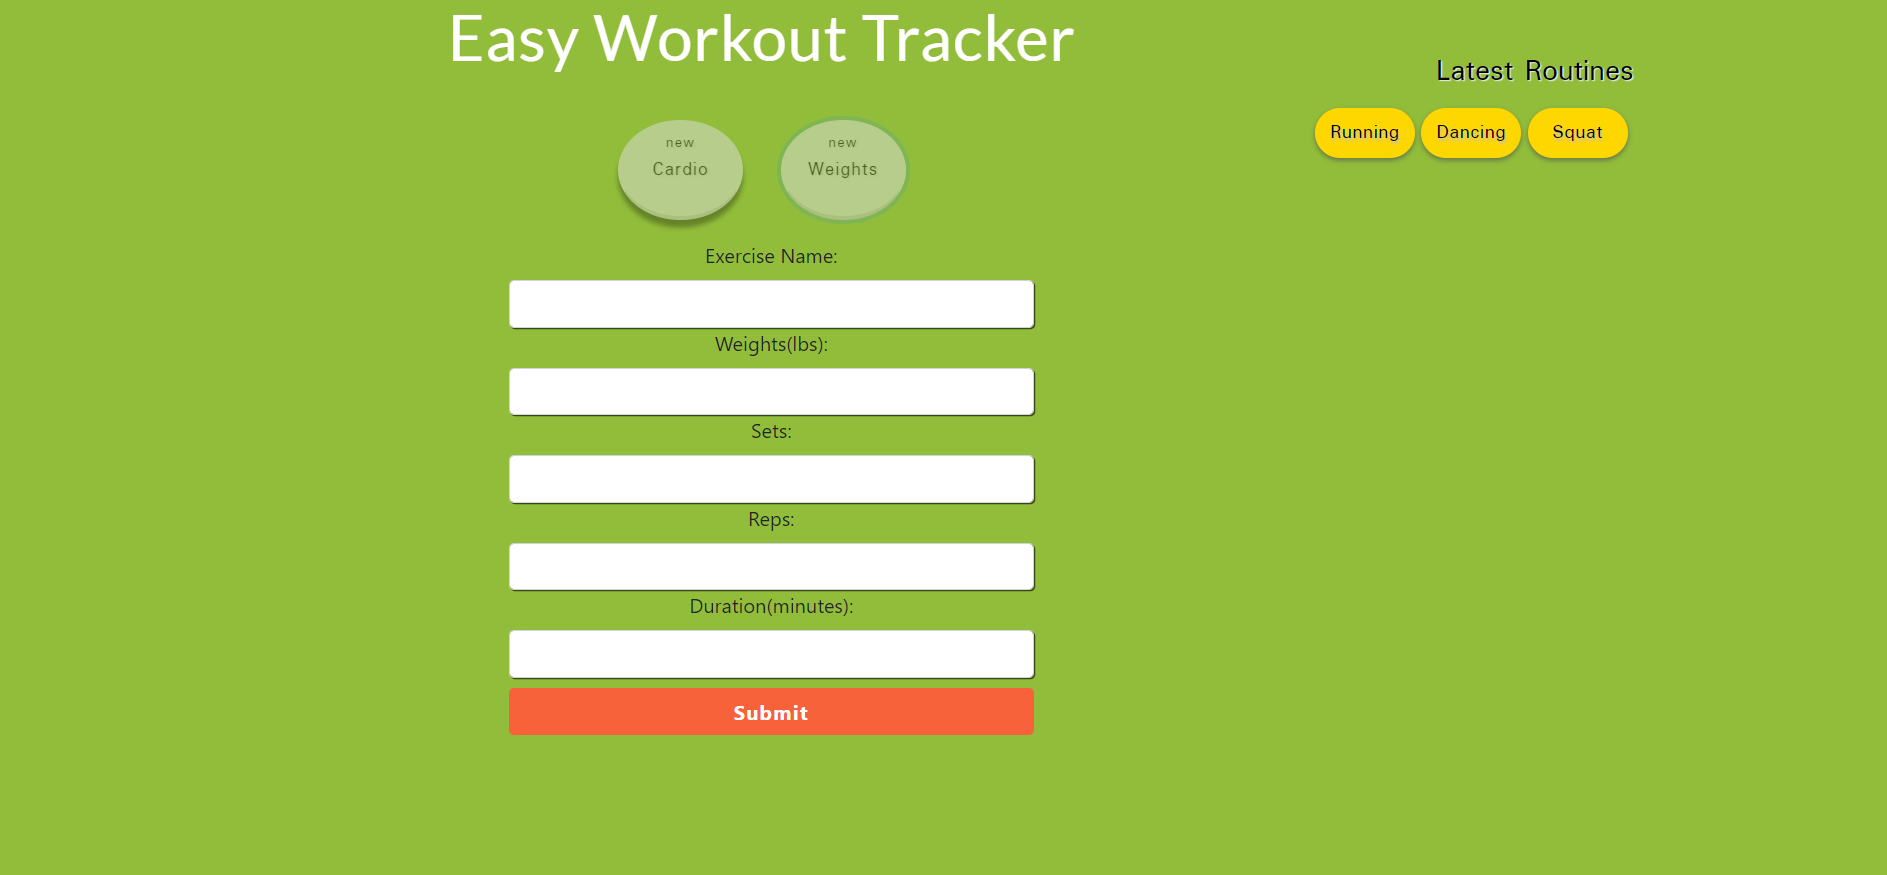 Easy Workout Tracker
Latest Routines
Running
Dancing
Squat
new
Cardio
new
Weights
Exercise Name:
Weights(lbs):
Sets:
Reps:
Duration(minutes):
Submit